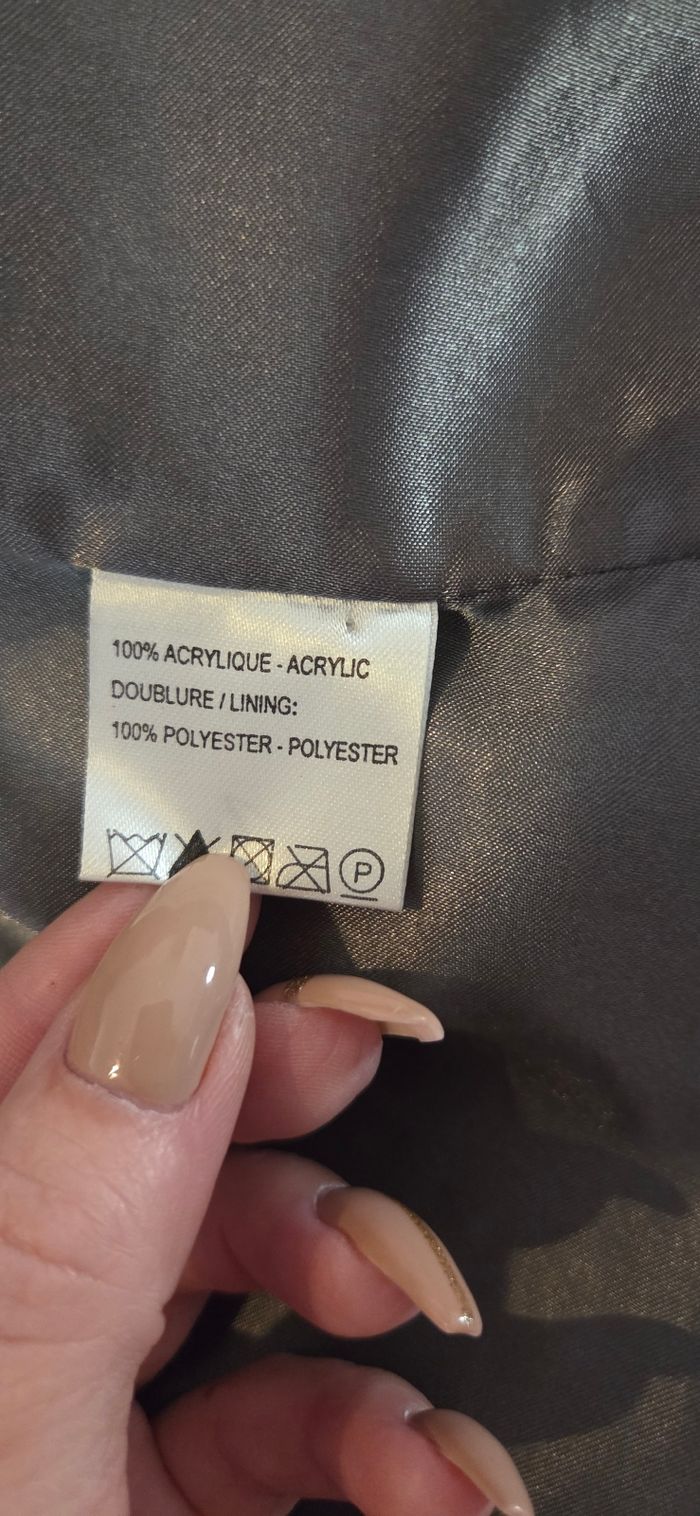 100% ACRYLIQUE - ACRYLIC
DOUBLURE / LINING:
100% POLYESTER - POLYESTER
P